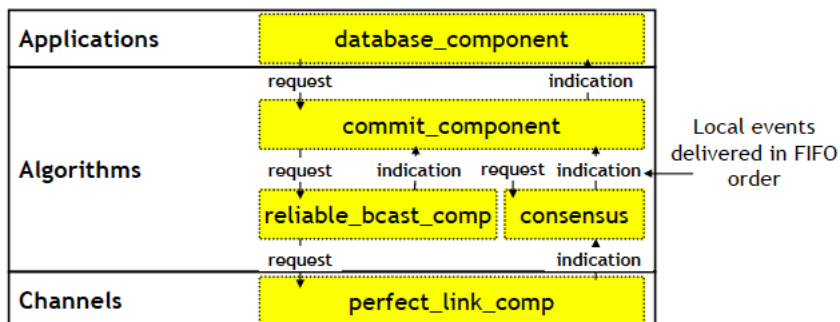 Applications
database_component
request
indication
Algorithms
commit_component
request
indication
request
indication
Local events
delivered in FIFO
order
reliable_bcast_comp
consensus
request
indication
Channels
perfect_link_comp